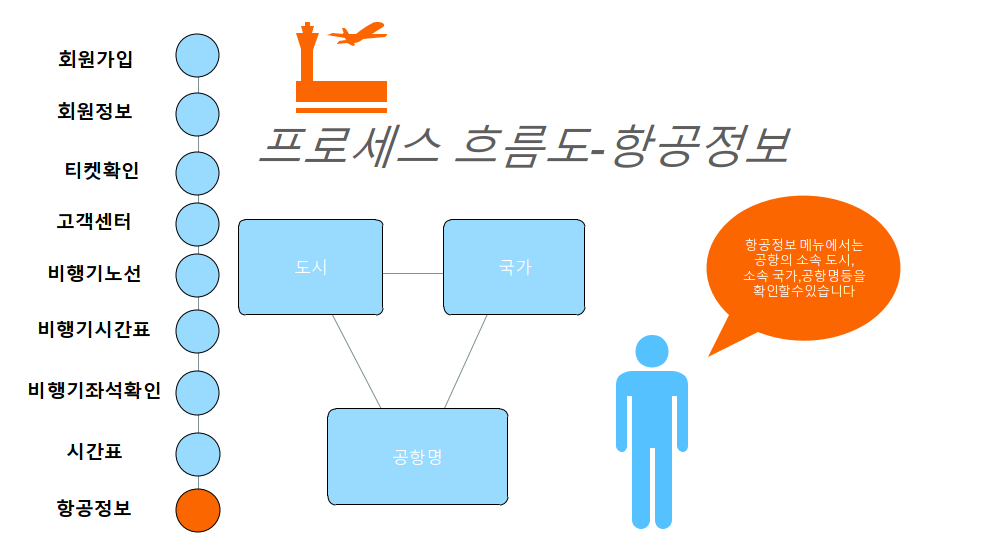 회원가입
회원정보
티켓확인
고객센터
비행기노선
비행기시간표
비행기좌석확인
시간표
항공정보
프로세스 흐름도-항공정보
도시
국가
공항명
항공정보 메뉴에서는
공항의 소속 도시,
소속 국가,공항명등을
확인할수있습니다